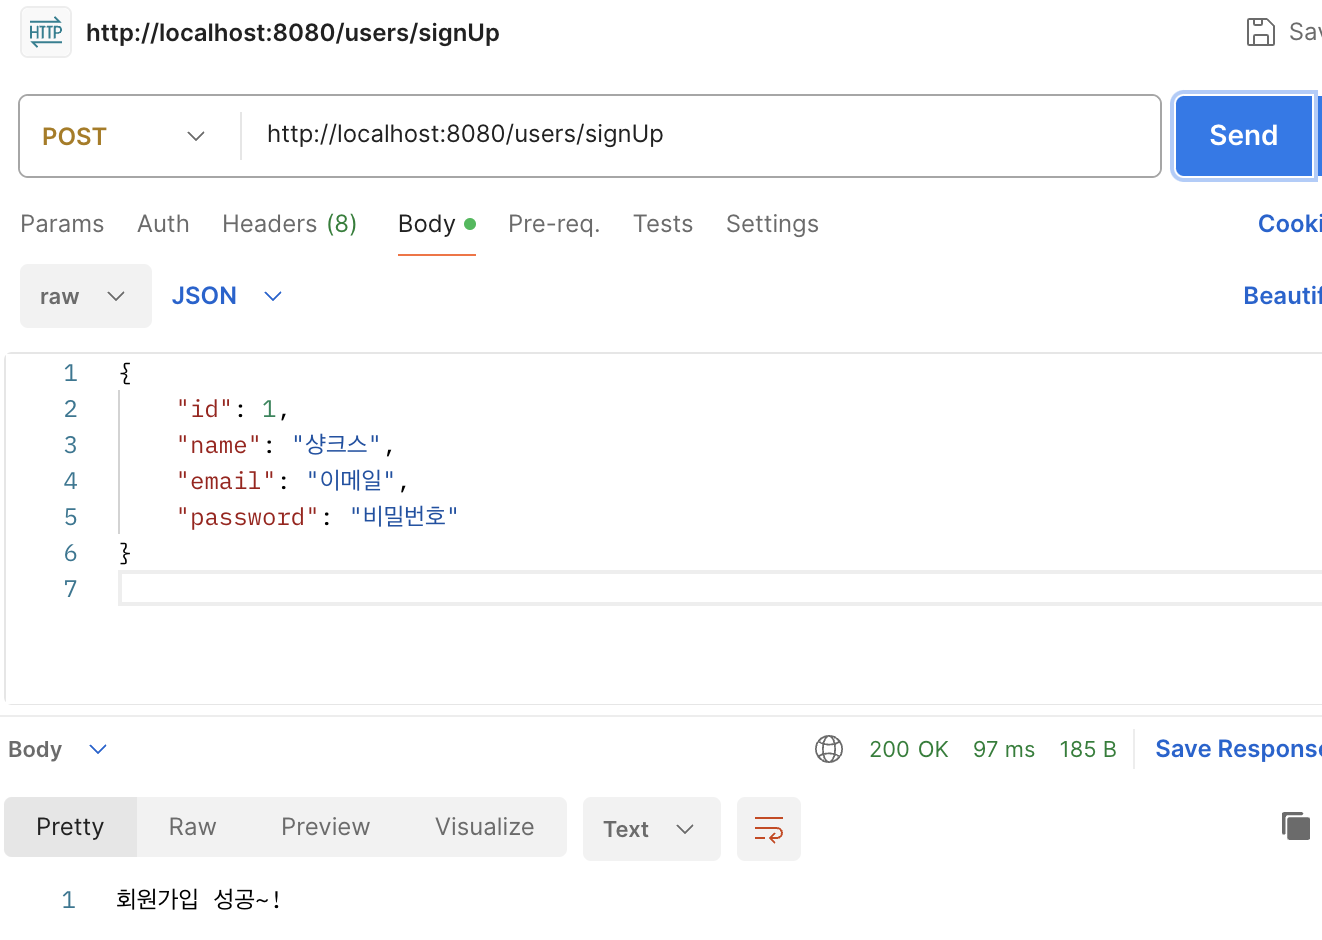 HTTP http://localhost:8080/users/signUp Sav
POST http://localhost:8080/users/signUp Send
Params Auth Headers (8) Body Pre-req. Tests Settings Cooki
raw JSON Beautif
1 {
2 "id": 1,
3 "name": "샹크스",
4 "email": "이메일",
5 "password": "비밀번호"
6 }
7
Body 200 OK 97 ms 185 B Save Response
Pretty Raw Preview Visualize Text
1 회원가입 성공~!